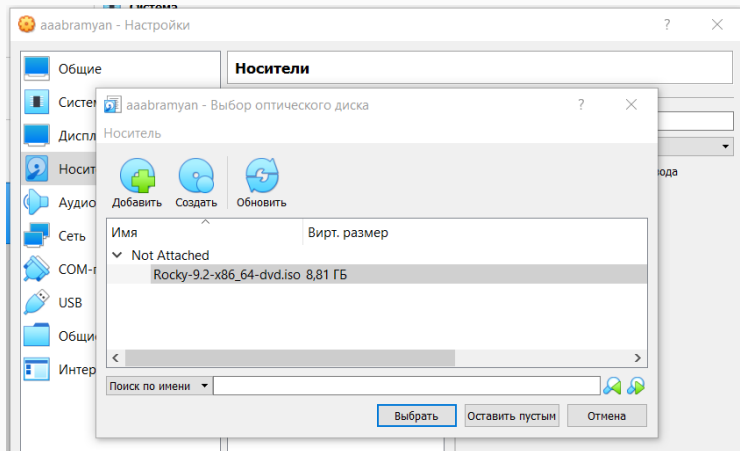 Система
aaabramyan - Настройки
Общие
Носители
aaabramyan - Выбор оптического диска
Носитель
Добавить
Создать
Обновить
Имя
Вирт. размер
Not Attached
Rocky-9.2-x86_64-dvd.iso 8,81 ГБ
Систе
Диспл
Носит
Аудио
Сеть
COM-п
USB
Общи
Интер
ода
Поиск по имени
Выбрать
Оставить пустым
Отмена